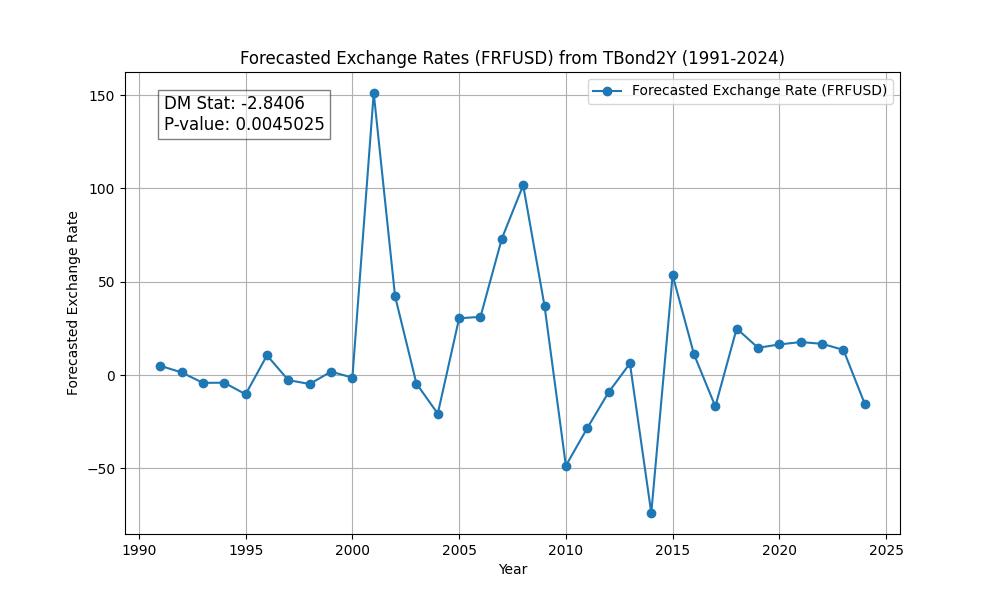 Forecasted Exchange Rates (FRFUSD) from TBond2Y (1991-2024)
DM Stat: -2.8406
P-value: 0.0045025
Forecasted Exchange Rate (FRFUSD)
Forecasted Exchange Rate
150
100
50
0
−50
1990 1995 2000 2005 2010 2015 2020 2025
Year